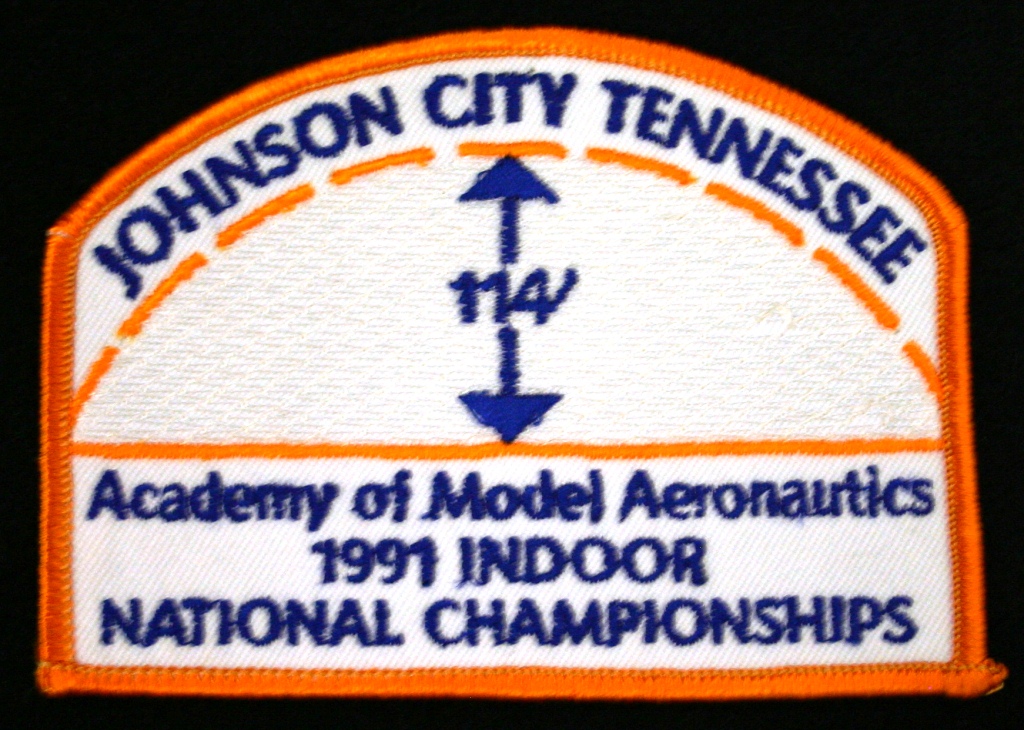 JOHNSON CITY TENNESSEE
114'
Academy of Model Aeronautics
1991 INDOOR
NATIONAL CHAMPIONSHIPS